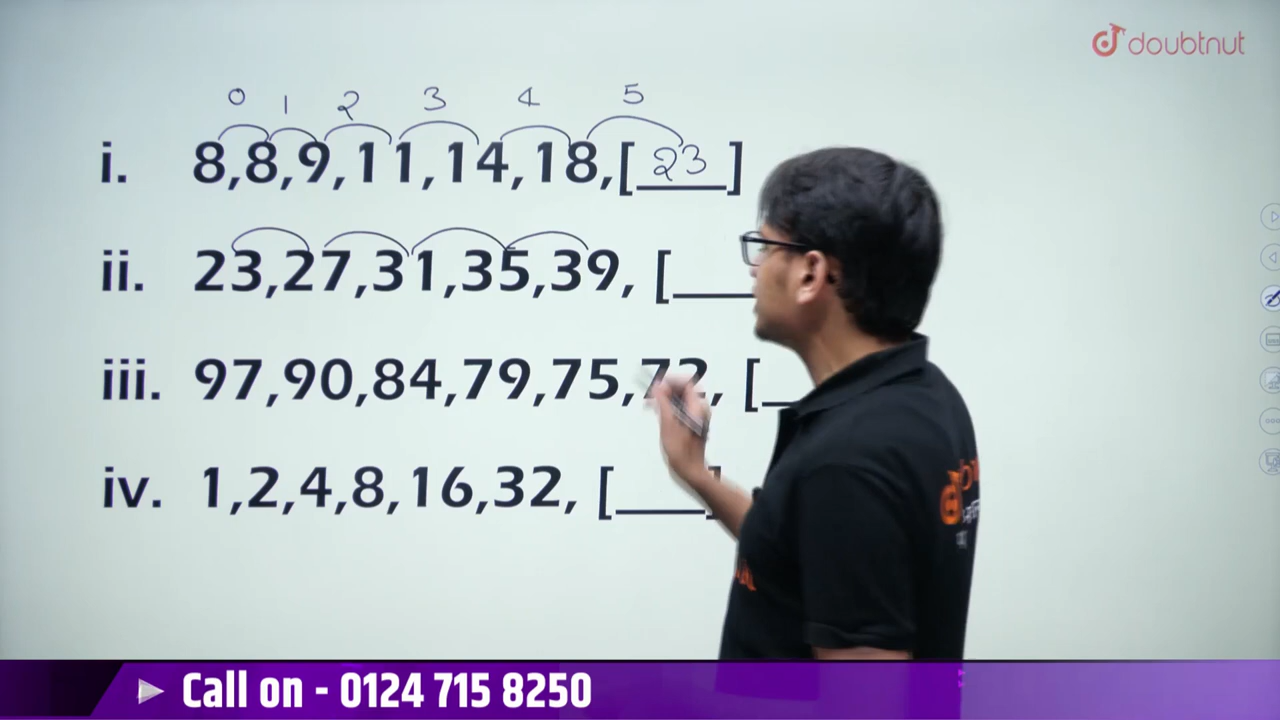 doubtnut
0 1 2 3 4 5
i. 8,8,9,11,14,18,[23]
ii. 23,27,31,35,39, [___
iii. 97,90,84,79,75,72, [_
iv. 1,2,4,8,16,32, [___]
Call on - 0124 715 8250